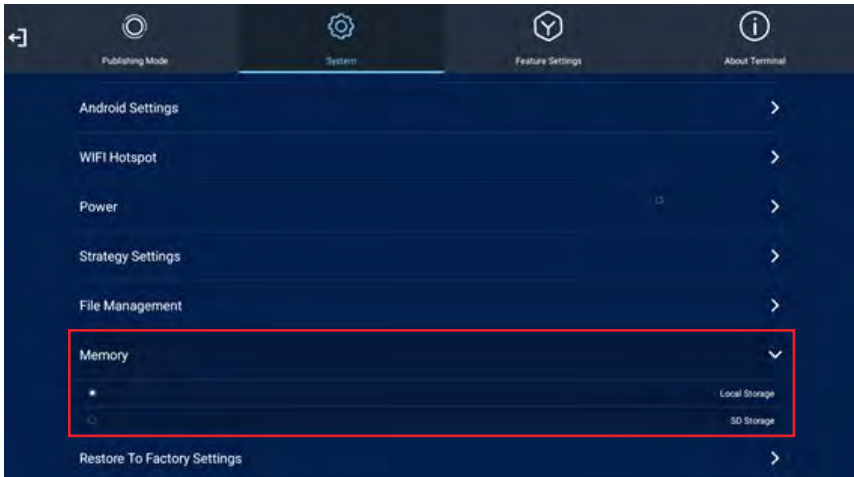 Publishing Mode
System
Feature Settings
About Terminal
Android Settings
WIFI Hotspot
Power
Strategy Settings
File Management
Memory
Local Storage
SD Storage
Restore To Factory Settings